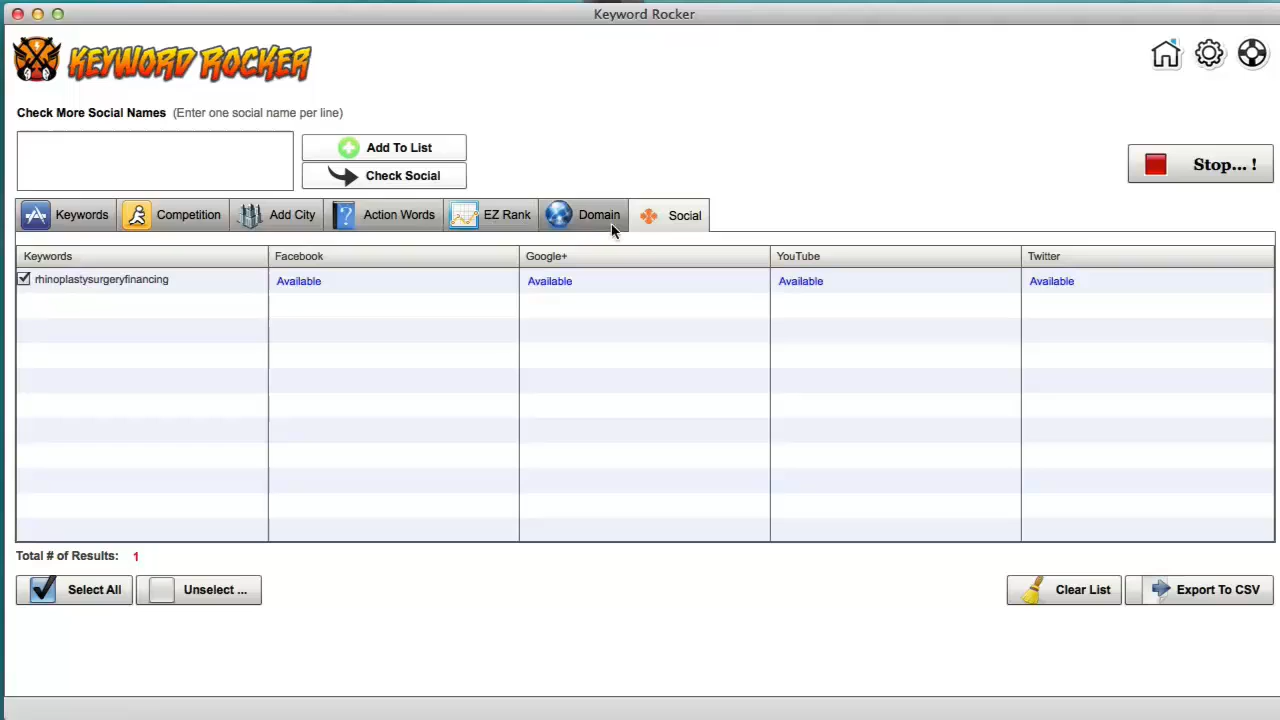 Keyword Rocker
KEYWORD ROCKER
Check More Social Names (Enter one social name per line)
Add To List
Check Social
Stop... !
Keywords Competition Add City Action Words EZ Rank Domain Social
Keywords Facebook Google+ YouTube Twitter
rhinoplastysurgeryfinancing Available Available Available Available
Total # of Results: 1
Select All Unselect ... Clear List Export To CSV